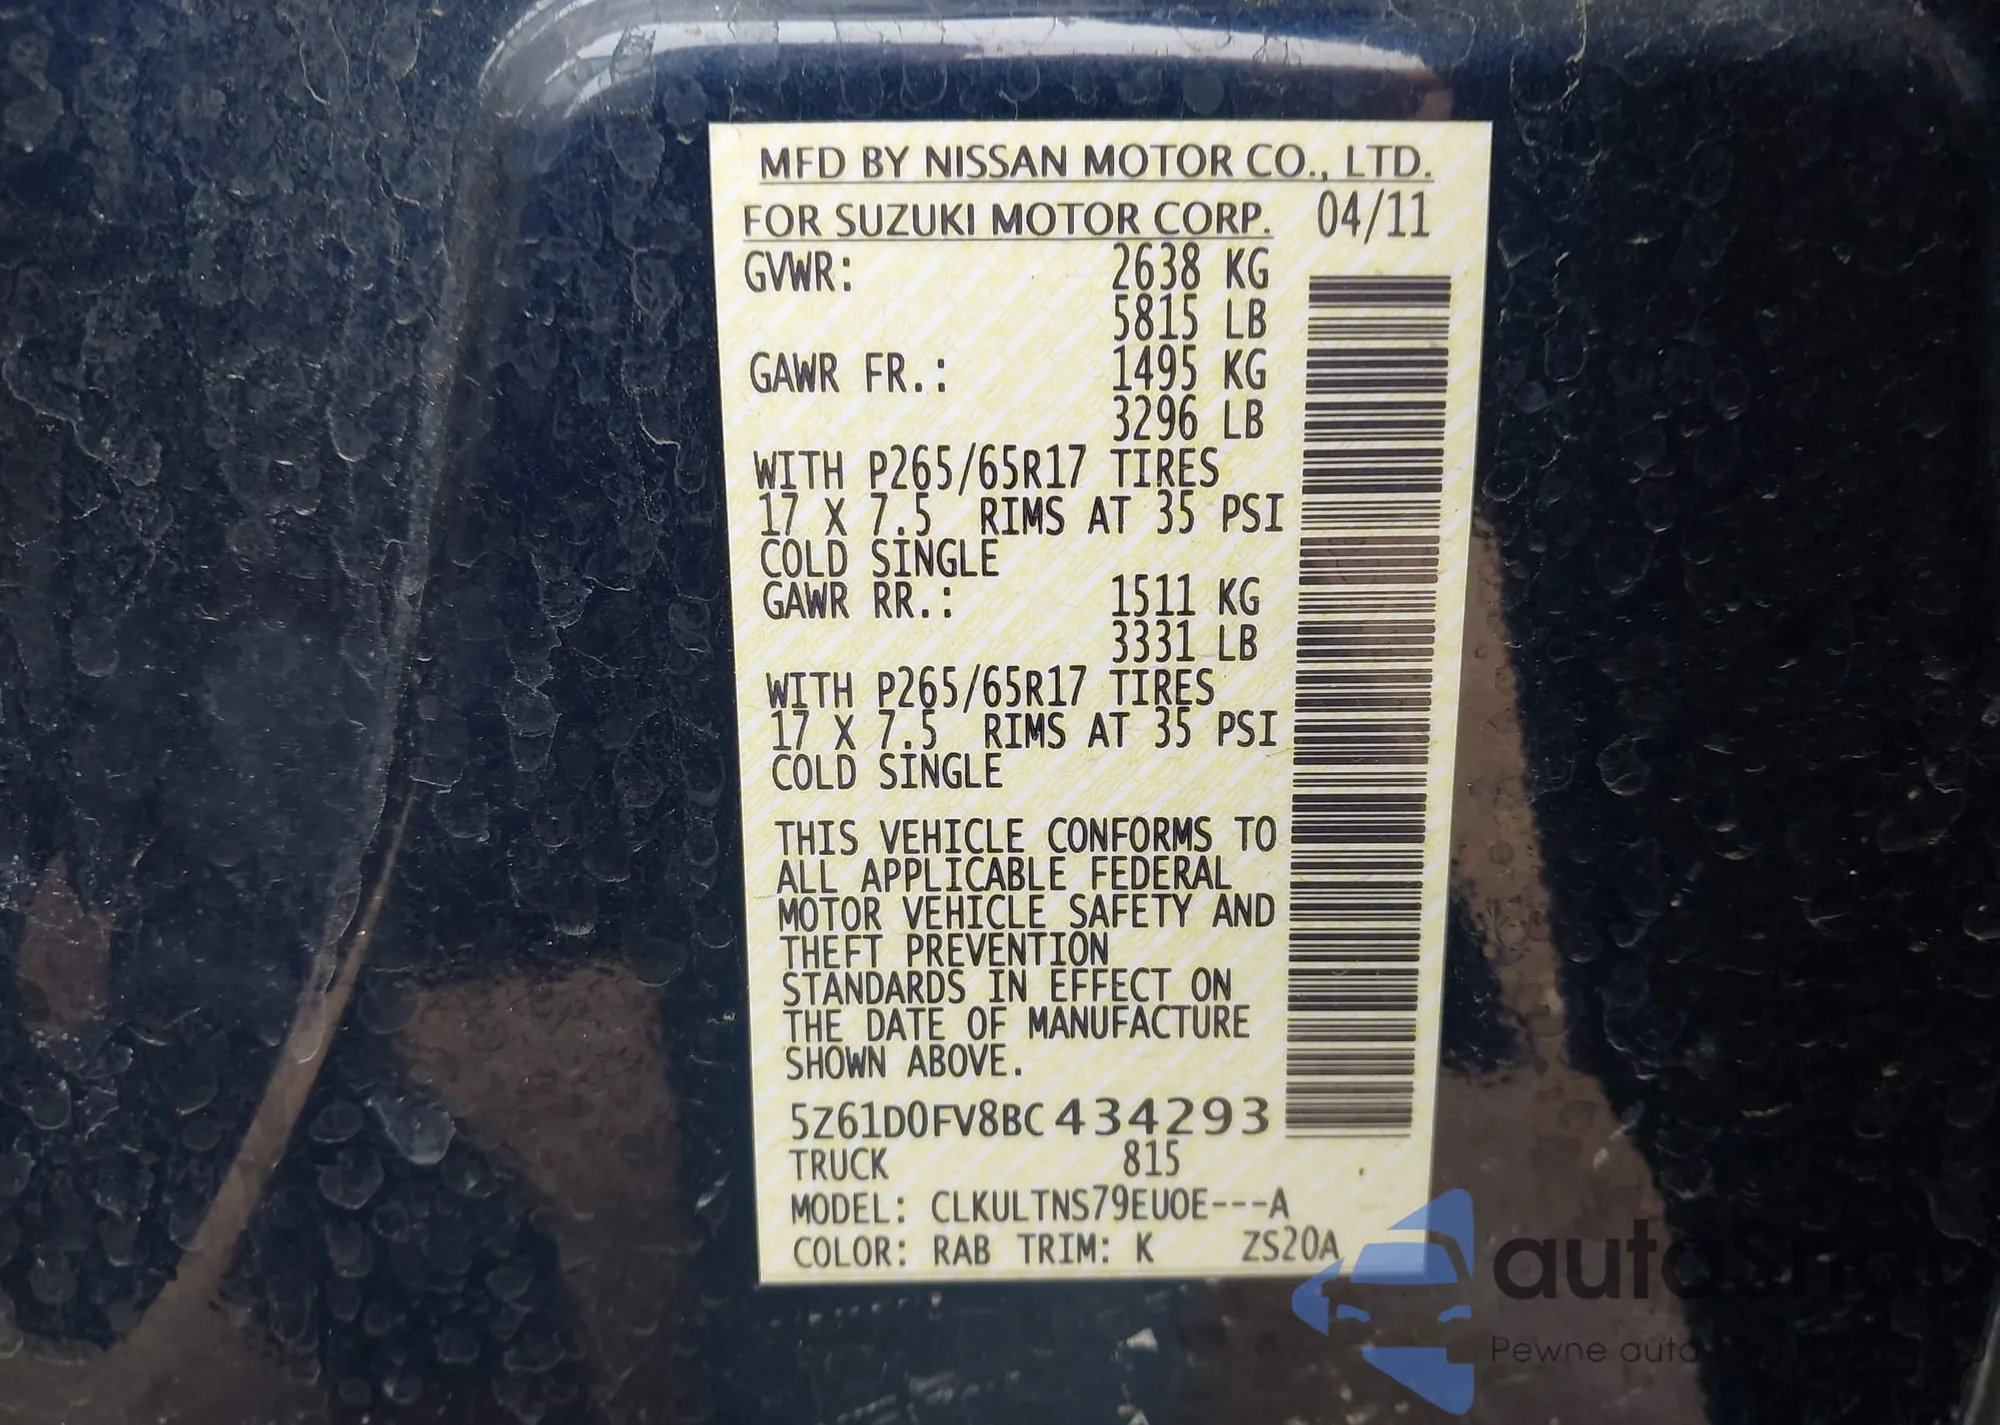 MFD BY NISSAN MOTOR CO., LTD.
FOR SUZUKI MOTOR CORP. 04/11
GVWR: 2638 KG
5815 LB
GAWR FR.: 1495 KG
3296 LB
WITH P265/65R17 TIRES
17 X 7.5 RIMS AT 35 PSI
COLD SINGLE
GAWR RR.: 1511 KG
3331 LB
WITH P265/65R17 TIRES
17 X 7.5 RIMS AT 35 PSI
COLD SINGLE
THIS VEHICLE CONFORMS TO
ALL APPLICABLE FEDERAL
MOTOR VEHICLE SAFETY AND
THEFT PREVENTION
STANDARDS IN EFFECT ON
THE DATE OF MANUFACTURE
SHOWN ABOVE.
5Z61D0FV8BC434293
TRUCK 815
MODEL: CLKULTNS79EUOE---A
COLOR: RAB TRIM: K ZS20A
autosnap
Pewne auta